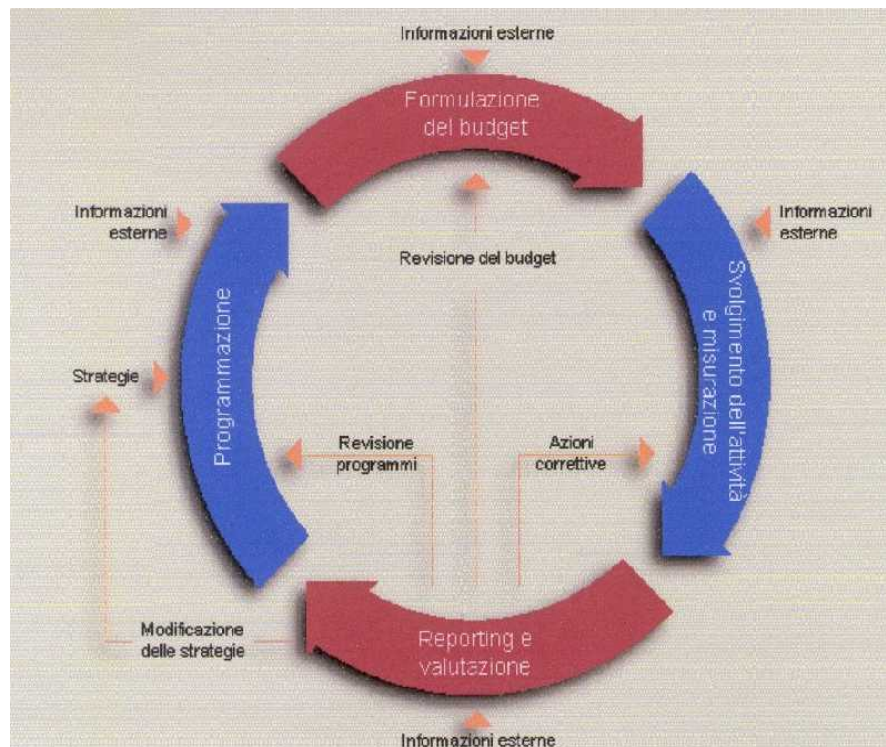 Informazioni esterne
Formulazione
del budget
Informazioni
esterne
Informazioni
esterne
Revisione del budget
Svolgimento dell'attività
e misurazione
Programmazione
Strategie
Revisione
programmi
Azioni
correttive
Modificazione
delle strategie
Reporting e
valutazione
Informazioni esterne